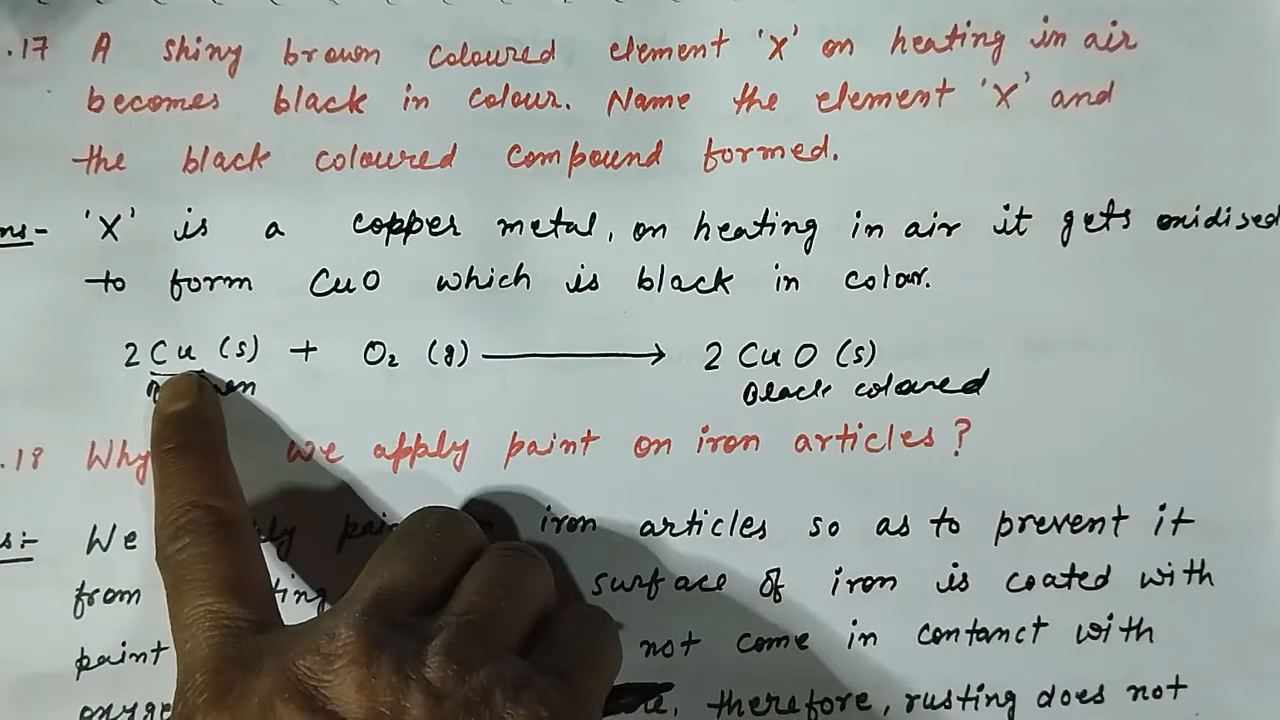 .17 A shiny brown coloured element 'X' on heating in air
becomes black in colour. Name the element 'X' and
the black coloured compound formed.
ns- 'X' is a copper metal, on heating in air it gets oxidised
to form CuO which is black in colour.
2 Cu (s) + O₂ (g) ⟶ 2 CuO (s)
Black coloured
.18 Why we apply paint on iron articles?
s:- We iron articles so as to prevent it
from surface of iron is coated with
paint not come in contanct with
therefore, rusting does not